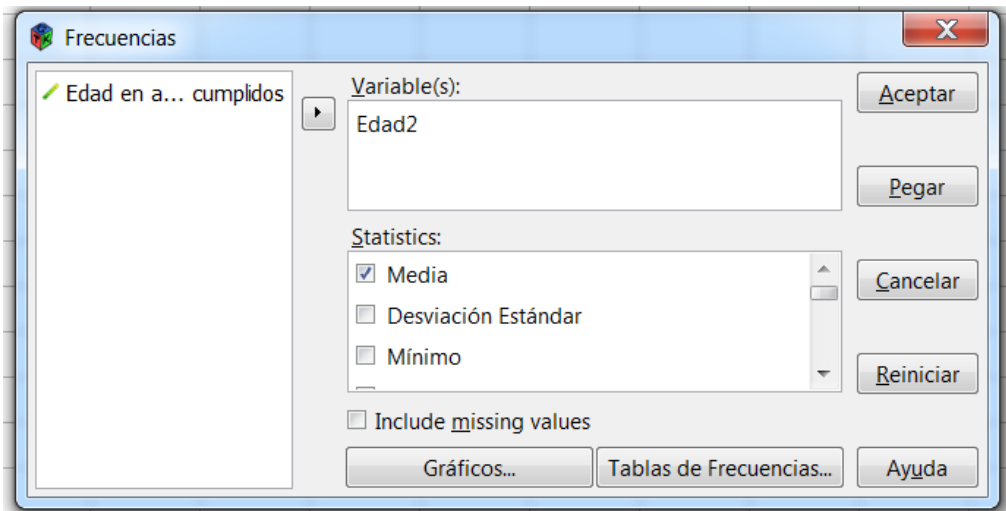 Frecuencias
Edad en a... cumplidos
Variable(s):
Edad2
Aceptar
Pegar
Statistics:
Media
Desviación Estándar
Mínimo
Cancelar
Reiniciar
Include missing values
Gráficos...
Tablas de Frecuencias...
Ayuda